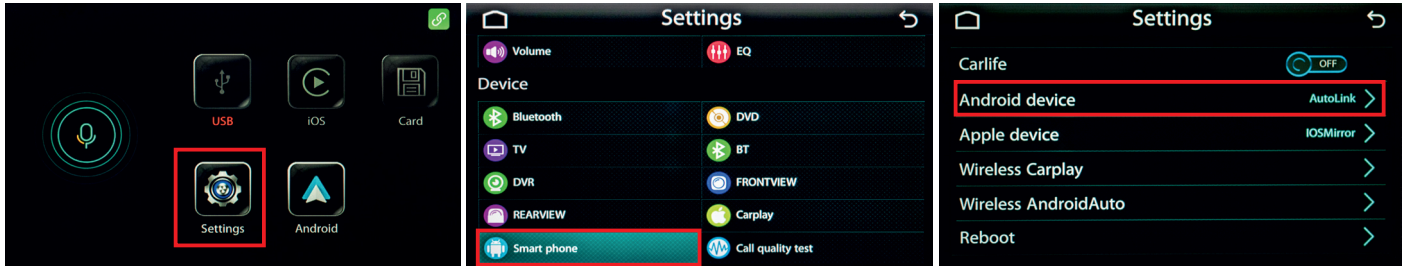 USB
iOS
Card
Settings
Android
Settings
Volume
EQ
Device
Bluetooth
DVD
TV
BT
DVR
FRONTVIEW
REARVIEW
Carplay
Smart phone
Call quality test
Settings
Carlife
OFF
Android device
AutoLink
Apple device
IOSMirror
Wireless Carplay
Wireless AndroidAuto
Reboot